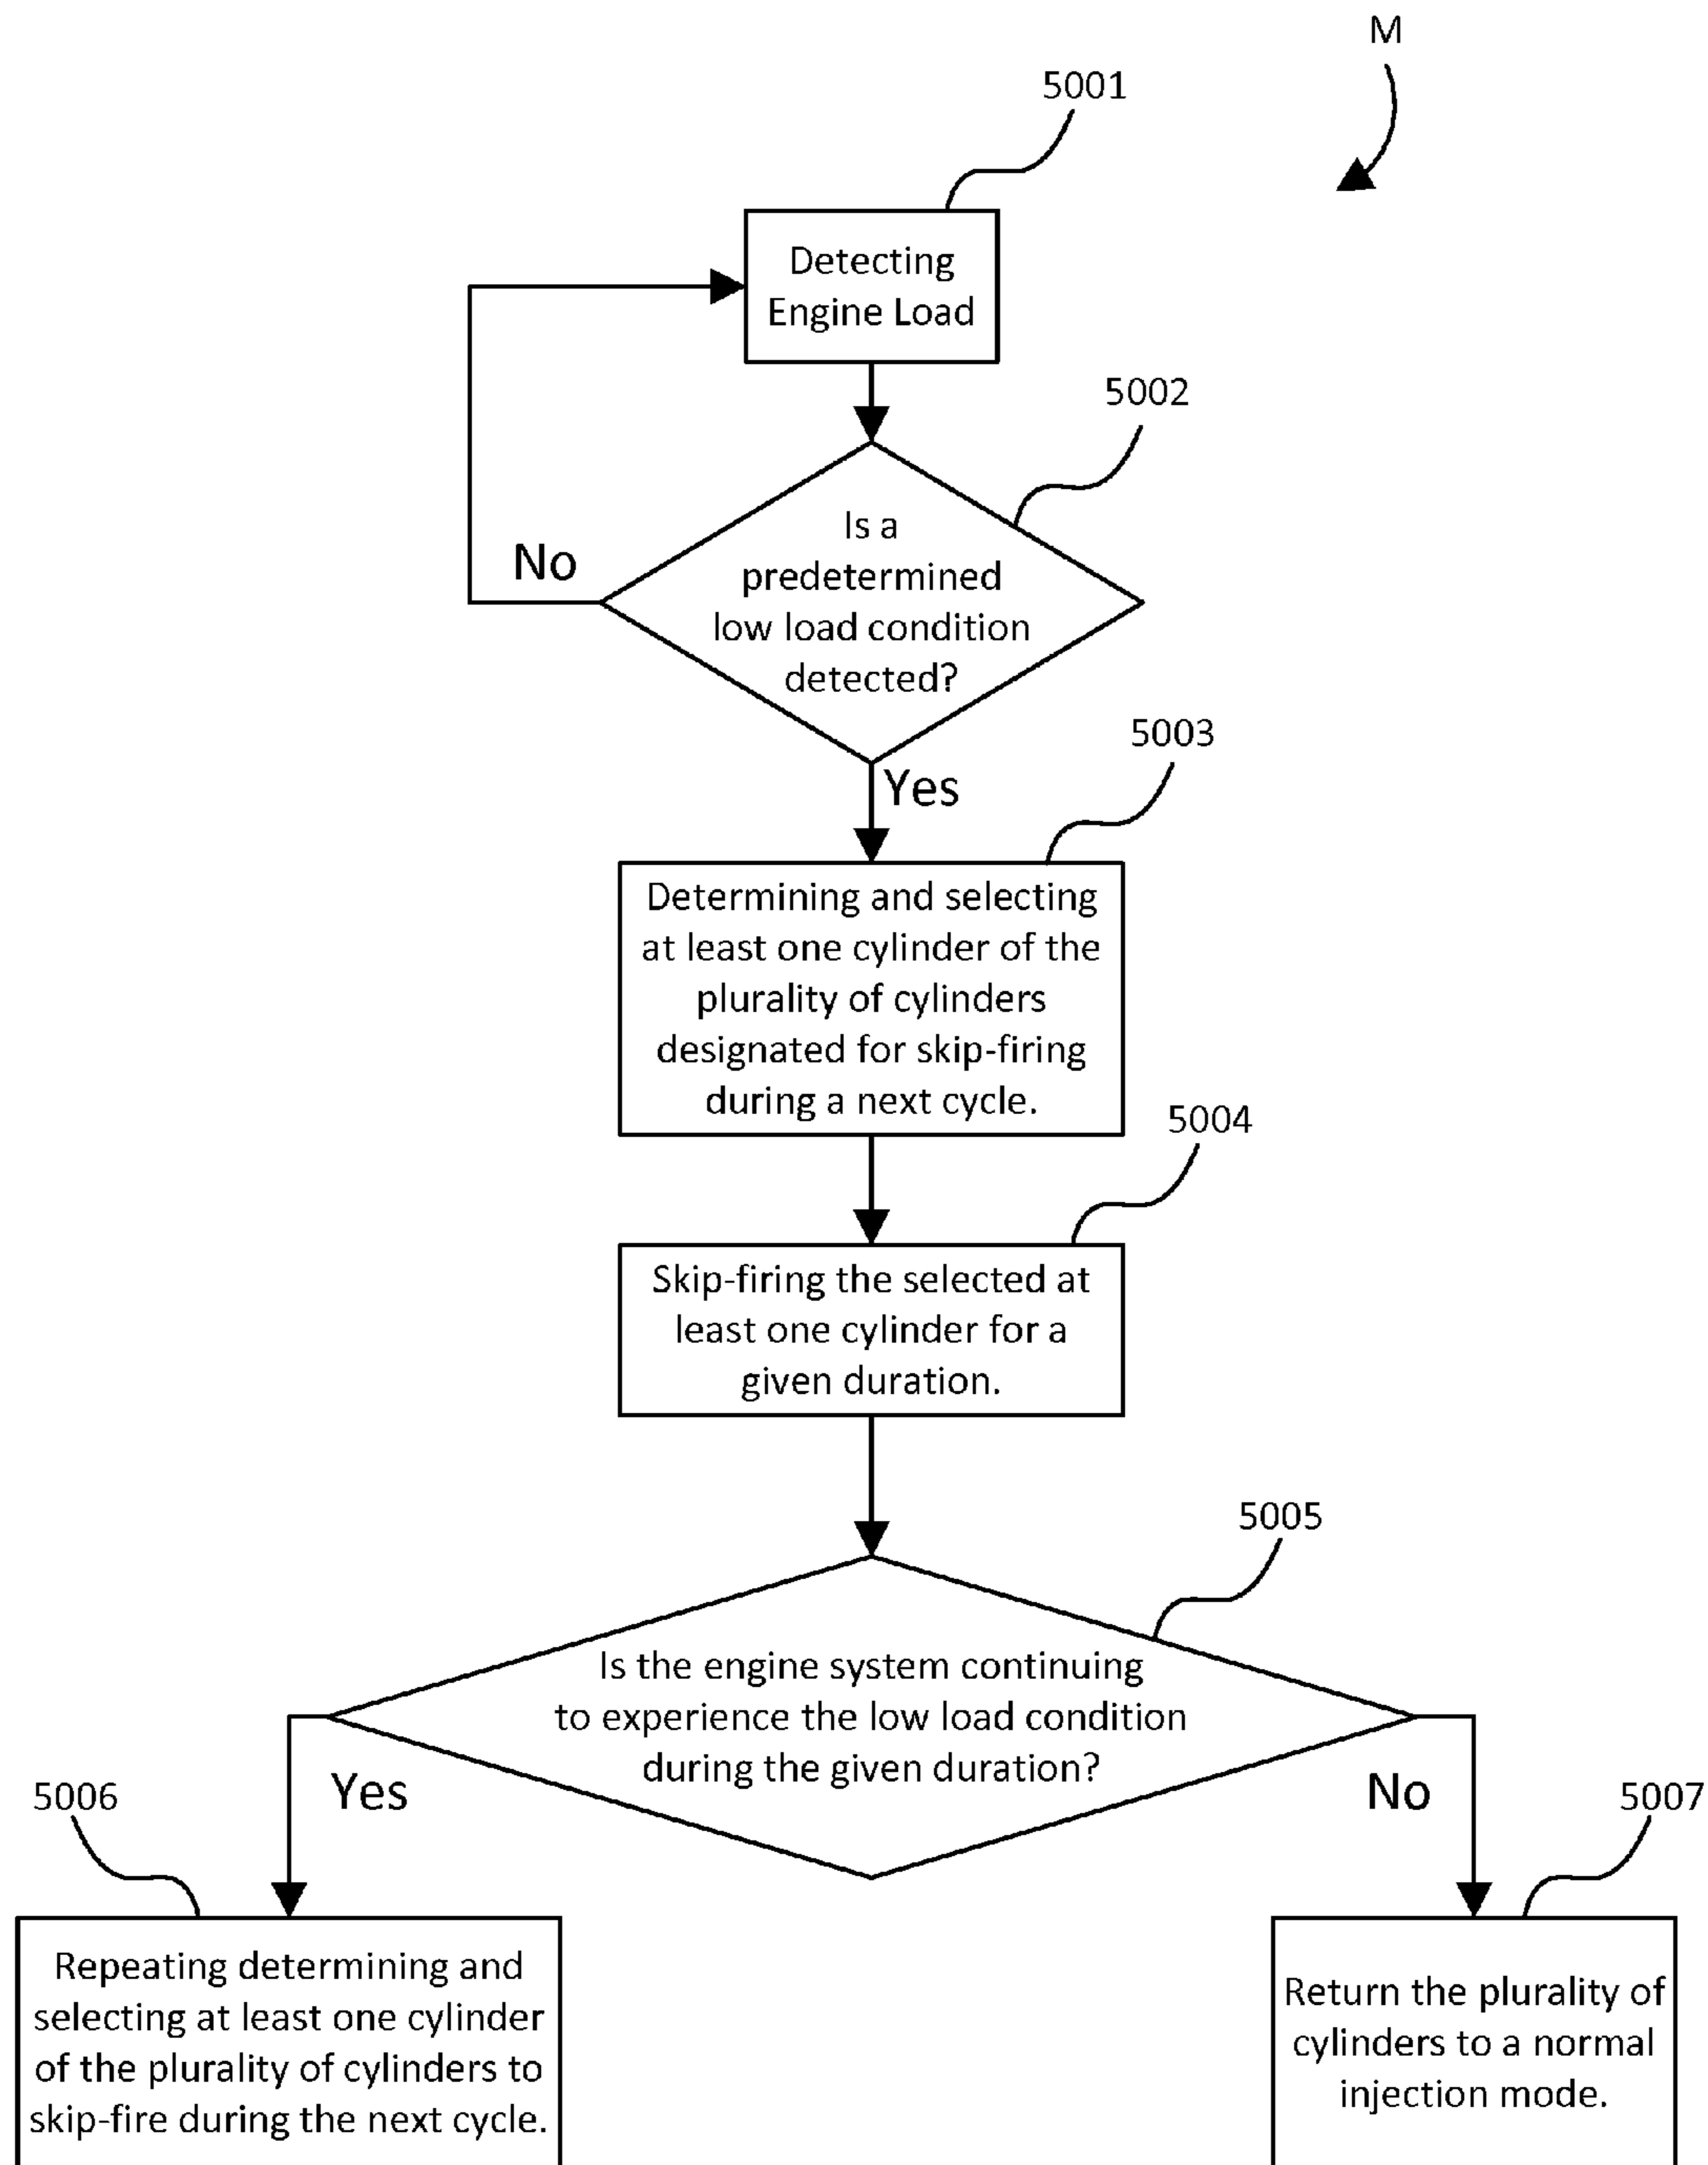 M
5001
Detecting
Engine Load
5002
Is a
predetermined
low load condition
detected?
No
Yes
5003
Determining and selecting
at least one cylinder of the
plurality of cylinders
designated for skip-firing
during a next cycle.
5004
Skip-firing the selected at
least one cylinder for a
given duration.
5005
Is the engine system continuing
to experience the low load condition
during the given duration?
Yes
No
5006
Repeating determining and
selecting at least one cylinder
of the plurality of cylinders to
skip-fire during the next cycle.
5007
Return the plurality of
cylinders to a normal
injection mode.